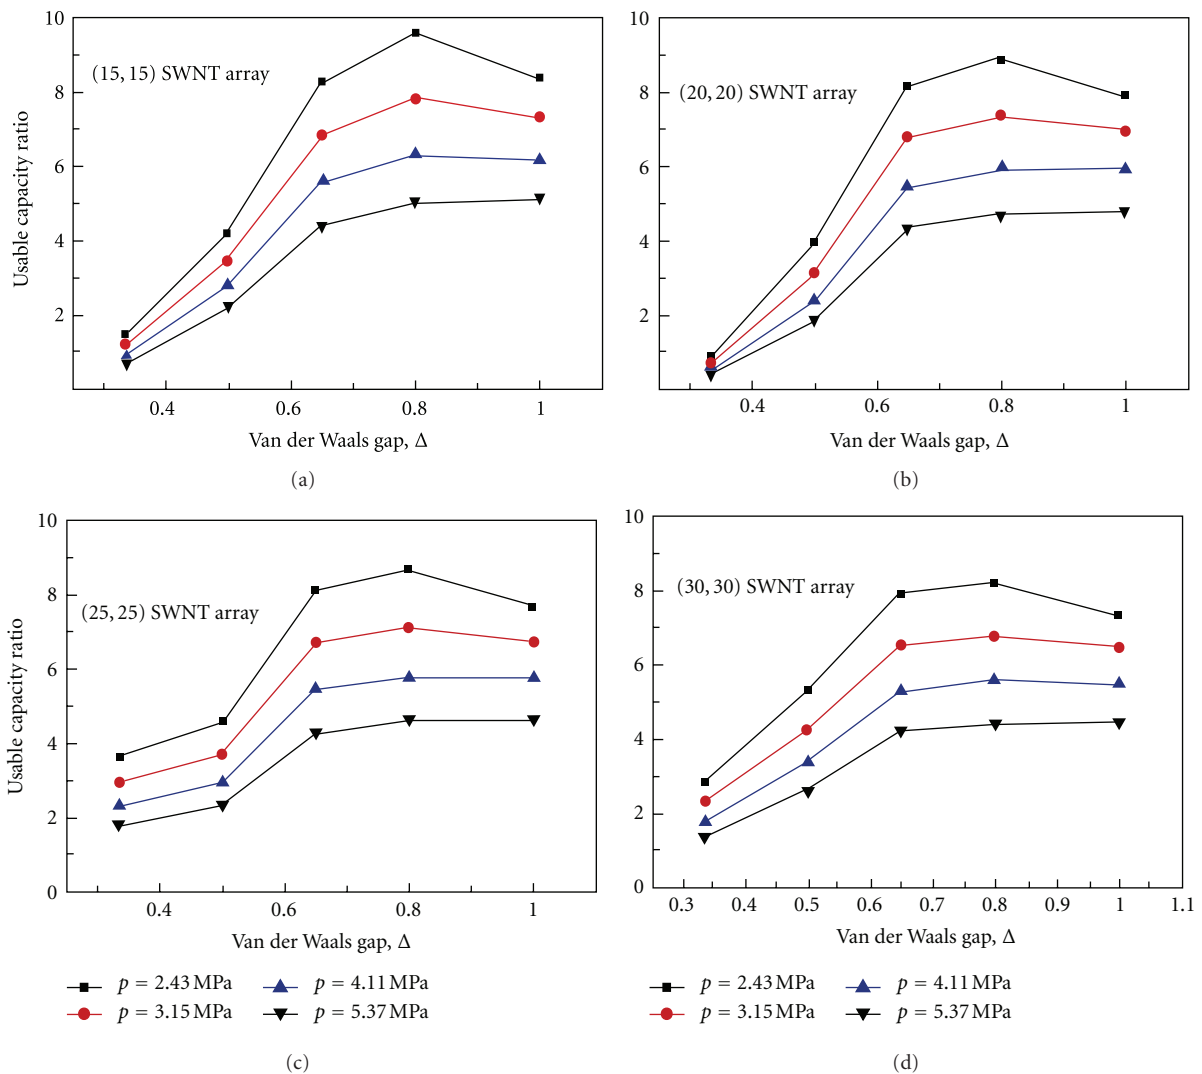 10
8
6
4
2
Usable capacity ratio
(15, 15) SWNT array
0.4 0.6 0.8 1
Van der Waals gap, Δ
(a)
10
8
6
4
2
(20, 20) SWNT array
0.4 0.6 0.8 1
Van der Waals gap, Δ
(b)
10
8
6
4
2
0
Usable capacity ratio
(25, 25) SWNT array
0.4 0.6 0.8 1
Van der Waals gap, Δ
p = 2.43 MPa p = 4.11 MPa
p = 3.15 MPa p = 5.37 MPa
(c)
10
8
6
4
2
0
(30, 30) SWNT array
0.3 0.4 0.5 0.6 0.7 0.8 0.9 1 1.1
Van der Waals gap, Δ
p = 2.43 MPa p = 4.11 MPa
p = 3.15 MPa p = 5.37 MPa
(d)